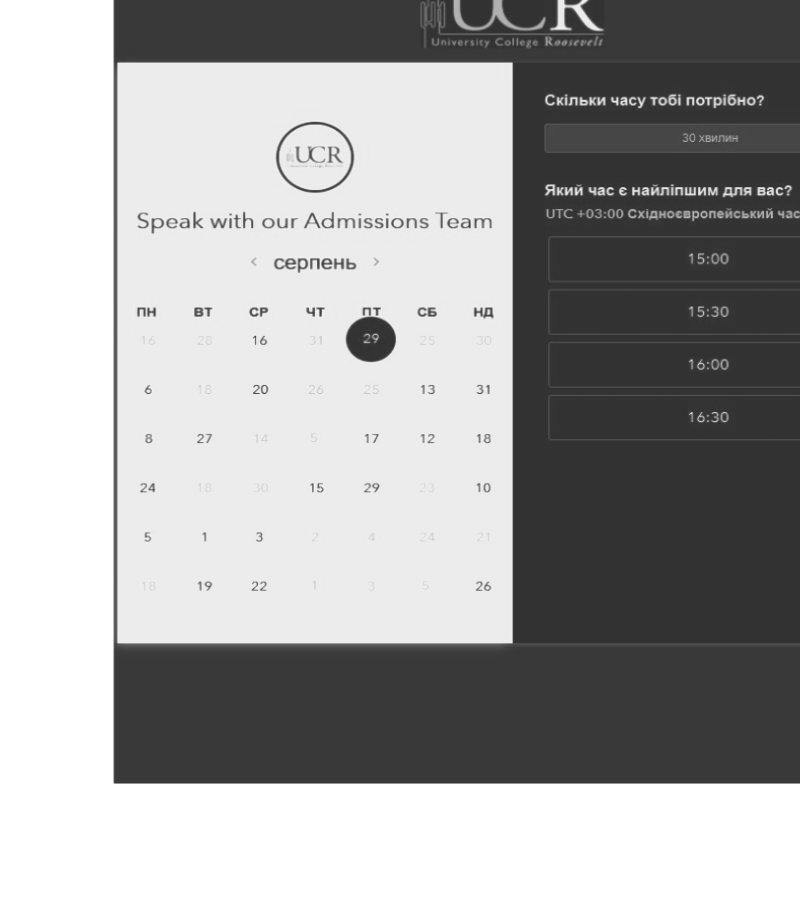 UCR
University College Roosevelt
UCR
Speak with our Admissions Team
< серпень >
ПН ВТ СР ЧТ ПТ СБ НД
16 28 16 31 29 25 30
6 18 20 26 25 13 31
8 27 14 5 17 12 18
24 18 30 15 29 23 10
5 1 3 2 4 24 21
18 19 22 1 3 5 26
Скільки часу тобі потрібно?
30 хвилин
Який час є найліпшим для вас?
UTC +03:00 Східноєвропейський час
15:00
15:30
16:00
16:30